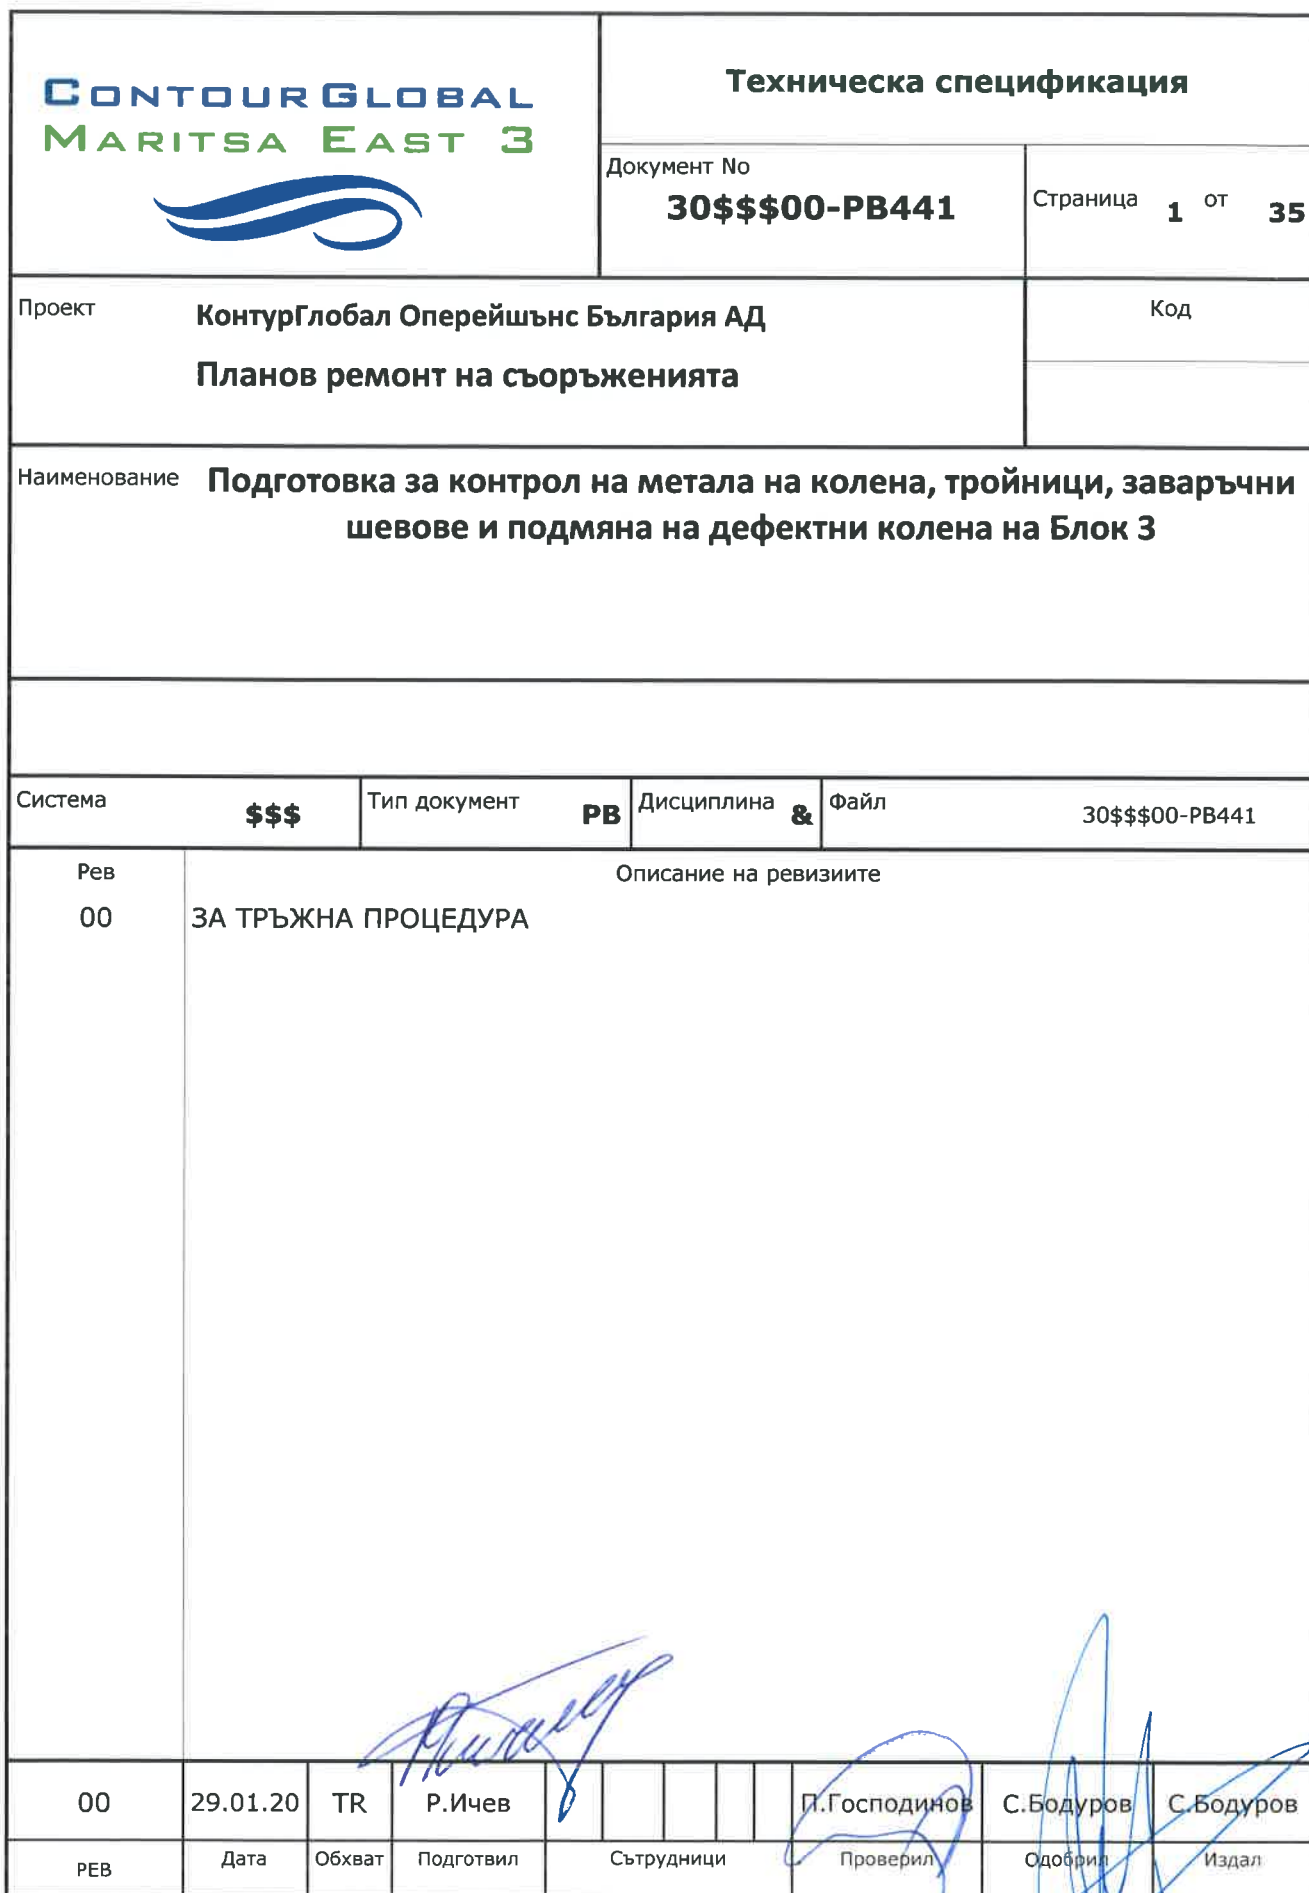 CONTOURGLOBAL
MARITSA EAST 3
Техническа спецификация
Документ No
30$$$00-PB441
Страница 1 от 35
Проект
КонтурГлобал Оперейшънс България АД
Планов ремонт на съоръженията
Код
Наименование
Подготовка за контрол на метала на колена, тройници, заваръчни
шевове и подмяна на дефектни колена на Блок 3
Система $$$ Тип документ PB Дисциплина & Файл 30$$$00-PB441
Рев Описание на ревизиите
00 ЗА ТРЪЖНА ПРОЦЕДУРА
00 29.01.20 TR Р.Ичев П.Господинов С.Бодуров С.Бодуров
РЕВ Дата Обхват Подготвил Сътрудници Проверил Одобрил Издал